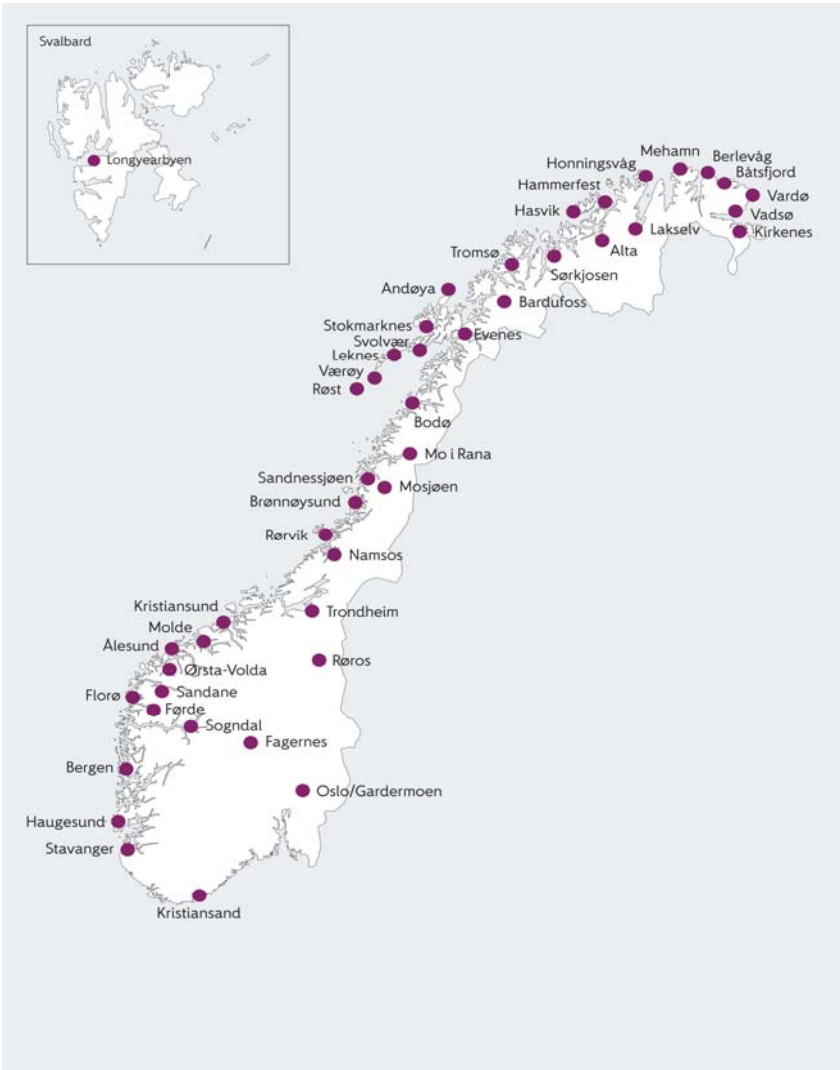 Svalbard
Longyearbyen
Mehamn
Berlevåg
Honningsvåg
Båtsfjord
Hammerfest
Vardø
Hasvik
Vadsø
Lakselv
Kirkenes
Alta
Tromsø
Sørkjosen
Andøya
Bardufoss
Stokmarknes
Evenes
Svolvær
Leknes
Værøy
Røst
Bodø
Mo i Rana
Sandnessjøen
Mosjøen
Brønnøysund
Rørvik
Namsos
Kristiansund
Trondheim
Molde
Ålesund
Røros
Ørsta-Volda
Sandane
Florø
Førde
Sogndal
Fagernes
Bergen
Oslo/Gardermoen
Haugesund
Stavanger
Kristiansand